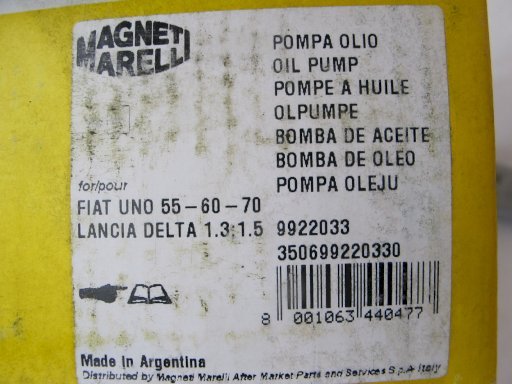 MAGNETI
MARELLI
POMPA OLIO
OIL PUMP
POMPE A HUILE
OLPUMPE
BOMBA DE ACEITE
BOMBA DE OLEO
POMPA OLEJU
for/pour
FIAT UNO 55-60-70
LANCIA DELTA 1.3:1.5
9922033
350699220330
8 001063 440477
Made in Argentina
Distributed by Magneti Marelli After Market Parts and Services S.p.A Italy